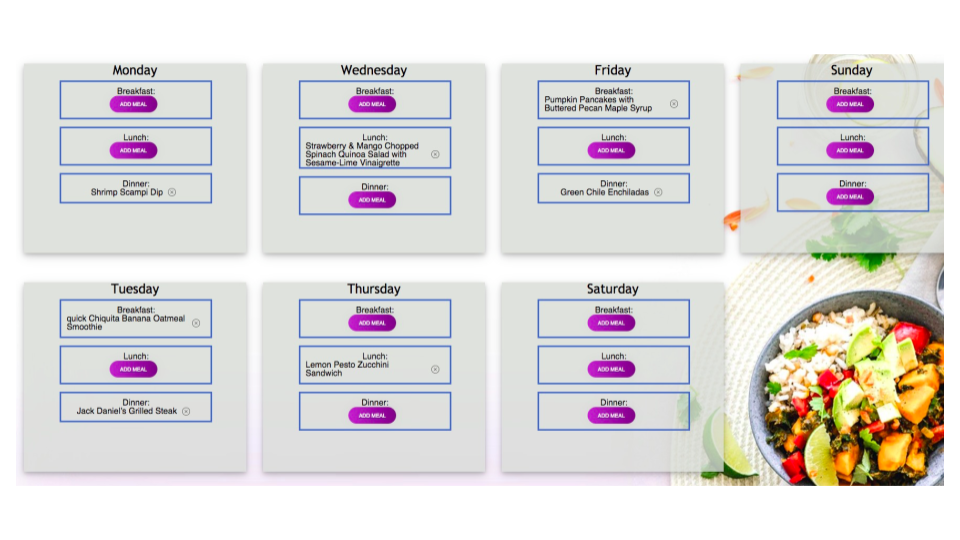 Monday
Breakfast:
ADD MEAL
Lunch:
ADD MEAL
Dinner:
Shrimp Scampi Dip
Wednesday
Breakfast:
ADD MEAL
Lunch:
Strawberry & Mango Chopped
Spinach Quinoa Salad with
Sesame-Lime Vinaigrette
Dinner:
ADD MEAL
Friday
Breakfast:
Pumpkin Pancakes with
Buttered Pecan Maple Syrup
Lunch:
ADD MEAL
Dinner:
Green Chile Enchiladas
Sunday
Breakfast:
ADD MEAL
Lunch:
ADD MEAL
Dinner:
ADD MEAL
Tuesday
Breakfast:
quick Chiquita Banana Oatmeal
Smoothie
Lunch:
ADD MEAL
Dinner:
Jack Daniel's Grilled Steak
Thursday
Breakfast:
ADD MEAL
Lunch:
Lemon Pesto Zucchini
Sandwich
Dinner:
ADD MEAL
Saturday
Breakfast:
ADD MEAL
Lunch:
ADD MEAL
Dinner:
ADD MEAL